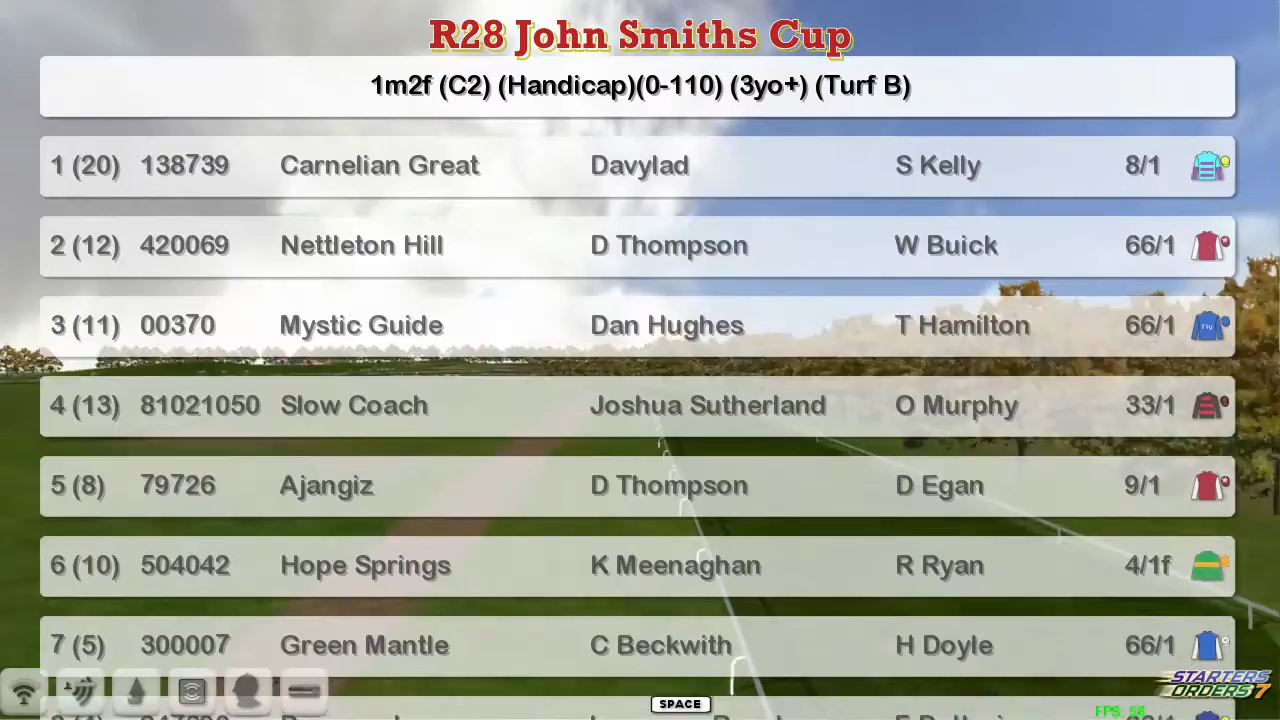 R28 John Smiths Cup
1m2f (C2) (Handicap)(0-110) (3yo+) (Turf B)
1 (20) 138739 Carnelian Great Davylad S Kelly 8/1
2 (12) 420069 Nettleton Hill D Thompson W Buick 66/1
3 (11) 00370 Mystic Guide Dan Hughes T Hamilton 66/1
4 (13) 81021050 Slow Coach Joshua Sutherland O Murphy 33/1
5 (8) 79726 Ajangiz D Thompson D Egan 9/1
6 (10) 504042 Hope Springs K Meenaghan R Ryan 4/1f
7 (5) 300007 Green Mantle C Beckwith H Doyle 66/1
STARTERS ORDERS 7
SPACE
FPS: 58